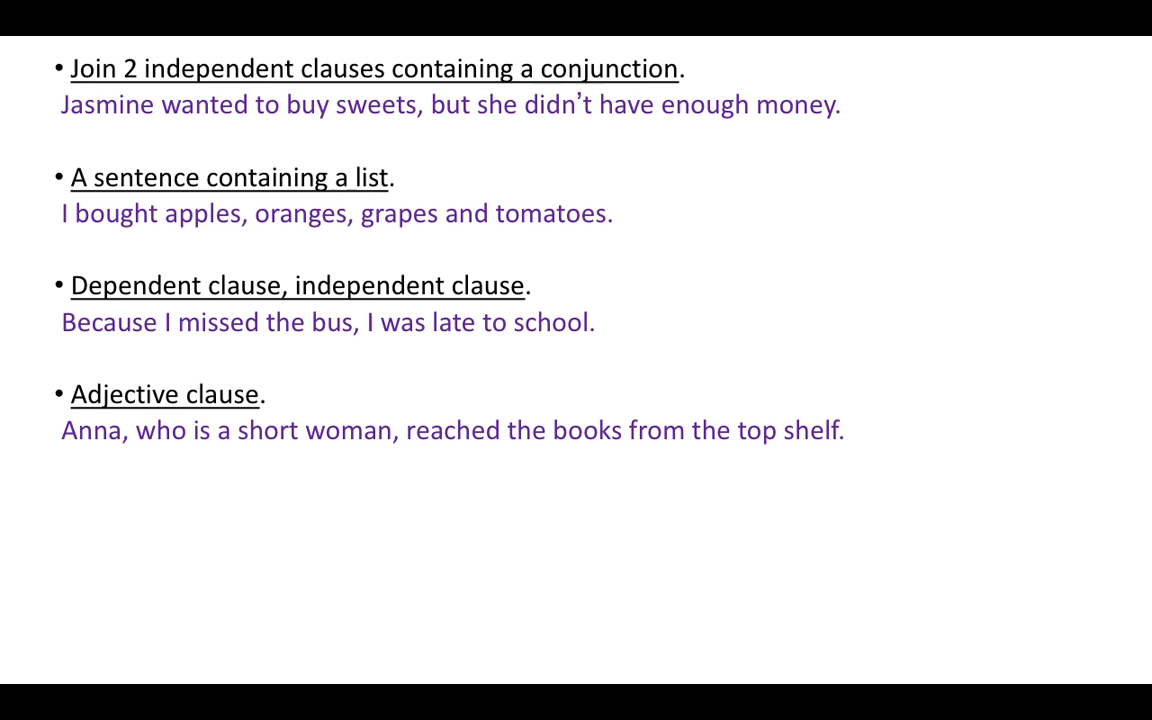 • Join 2 independent clauses containing a conjunction.
Jasmine wanted to buy sweets, but she didn’t have enough money.
• A sentence containing a list.
I bought apples, oranges, grapes and tomatoes.
• Dependent clause, independent clause.
Because I missed the bus, I was late to school.
• Adjective clause.
Anna, who is a short woman, reached the books from the top shelf.